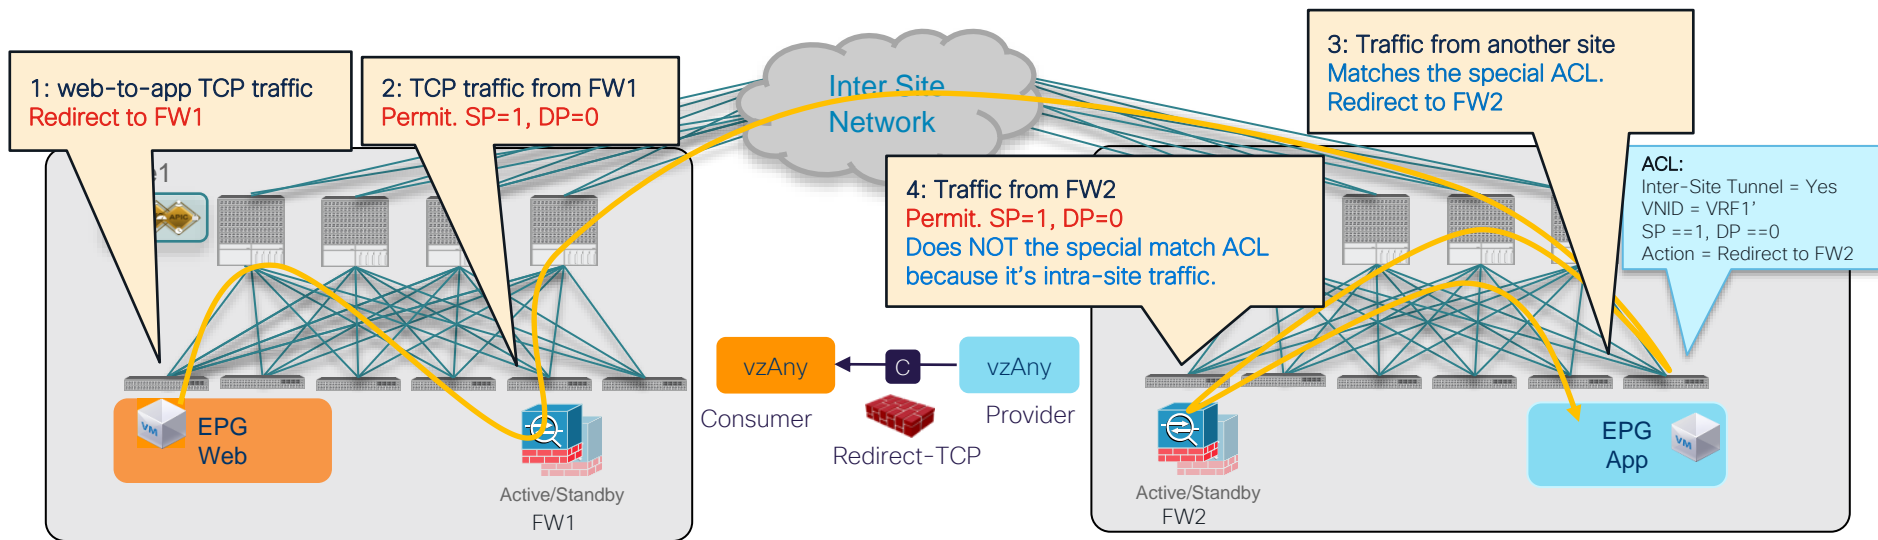 1: web-to-app TCP traffic
Redirect to FW1
2: TCP traffic from FW1
Permit. SP=1, DP=0
Inter Site
Network
3: Traffic from another site
Matches the special ACL.
Redirect to FW2
e1
APIC
4: Traffic from FW2
Permit. SP=1, DP=0
Does NOT the special match ACL
because it's intra-site traffic.
ACL:
Inter-Site Tunnel = Yes
VNID = VRF1'
SP ==1, DP ==0
Action = Redirect to FW2
vzAny
C
vzAny
Consumer
Provider
Redirect-TCP
VM
EPG
Web
Active/Standby
FW1
Active/Standby
FW2
EPG
App
VM